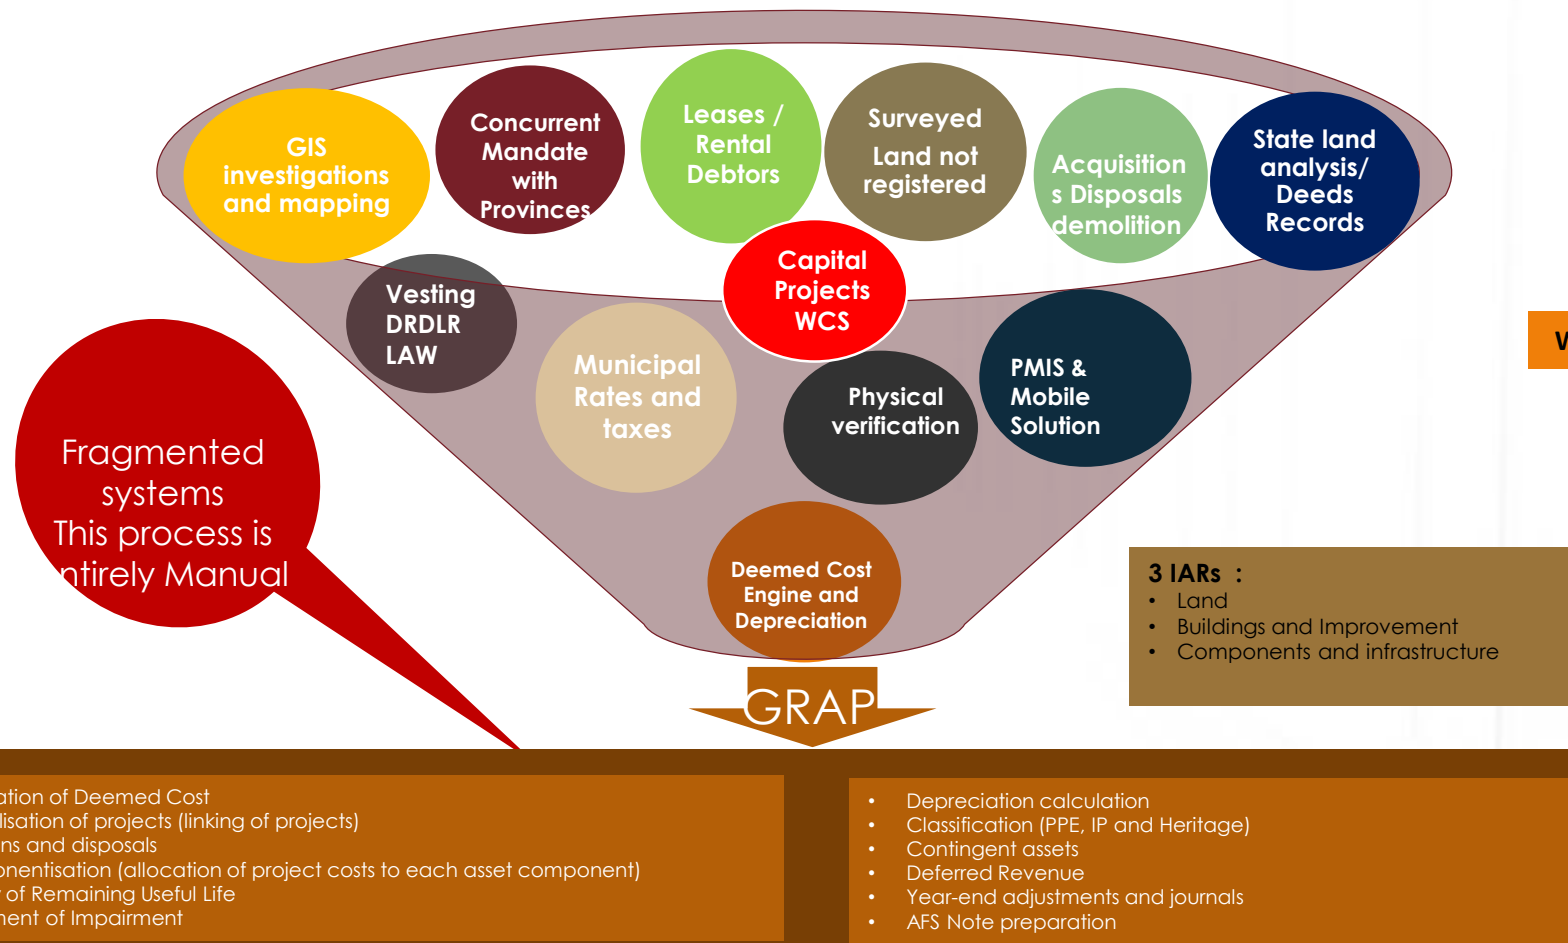 GIS
investigations
and mapping
Concurrent
Mandate
with
Provinces
Leases /
Rental
Debtors
Surveyed
Land not
registered
Acquisition
s Disposals
demolition
State land
analysis/
Deeds
Records
Capital
Projects
WCS
Vesting
DRDLR
LAW
Municipal
Rates and
taxes
Physical
verification
PMIS &
Mobile
Solution
Fragmented
systems
This process is
ntirely Manual
Deemed Cost
Engine and
Depreciation
3 IARs :
• Land
• Buildings and Improvement
• Components and infrastructure
GRAP
ation of Deemed Cost
lisation of projects (linking of projects)
ns and disposals
onentisation (allocation of project costs to each asset component)
of Remaining Useful Life
ment of Impairment
• Depreciation calculation
• Classification (PPE, IP and Heritage)
• Contingent assets
• Deferred Revenue
• Year-end adjustments and journals
• AFS Note preparation